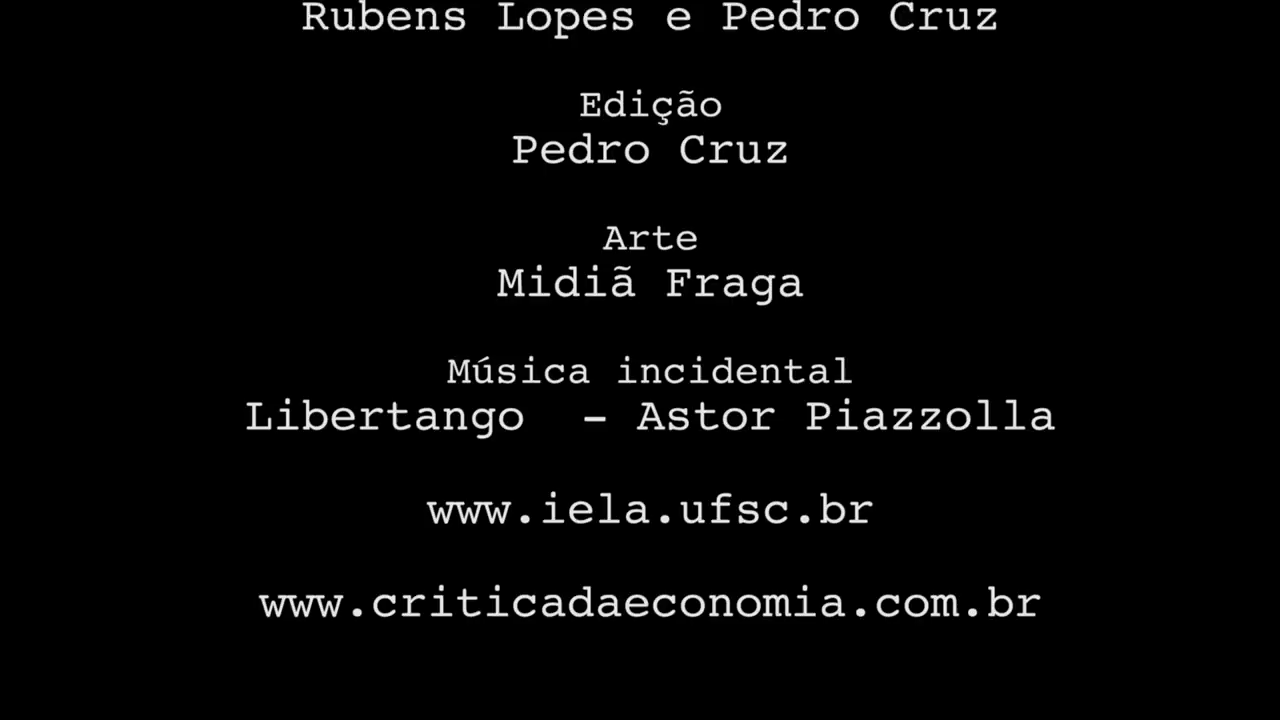 Rubens Lopes e Pedro Cruz
Edição
Pedro Cruz
Arte
Midiã Fraga
Música incidental
Libertango  - Astor Piazzolla
www.iela.ufsc.br
www.criticadaeconomia.com.br